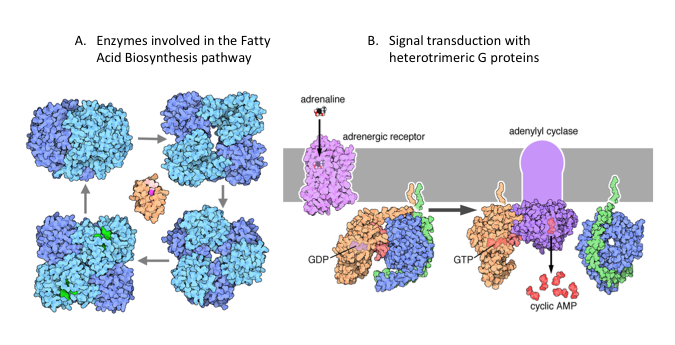 A. Enzymes involved in the Fatty
Acid Biosynthesis pathway
B. Signal transduction with
heterotrimeric G proteins
adrenaline
adrenergic receptor
adenylyl cyclase
GDP
GTP
cyclic AMP